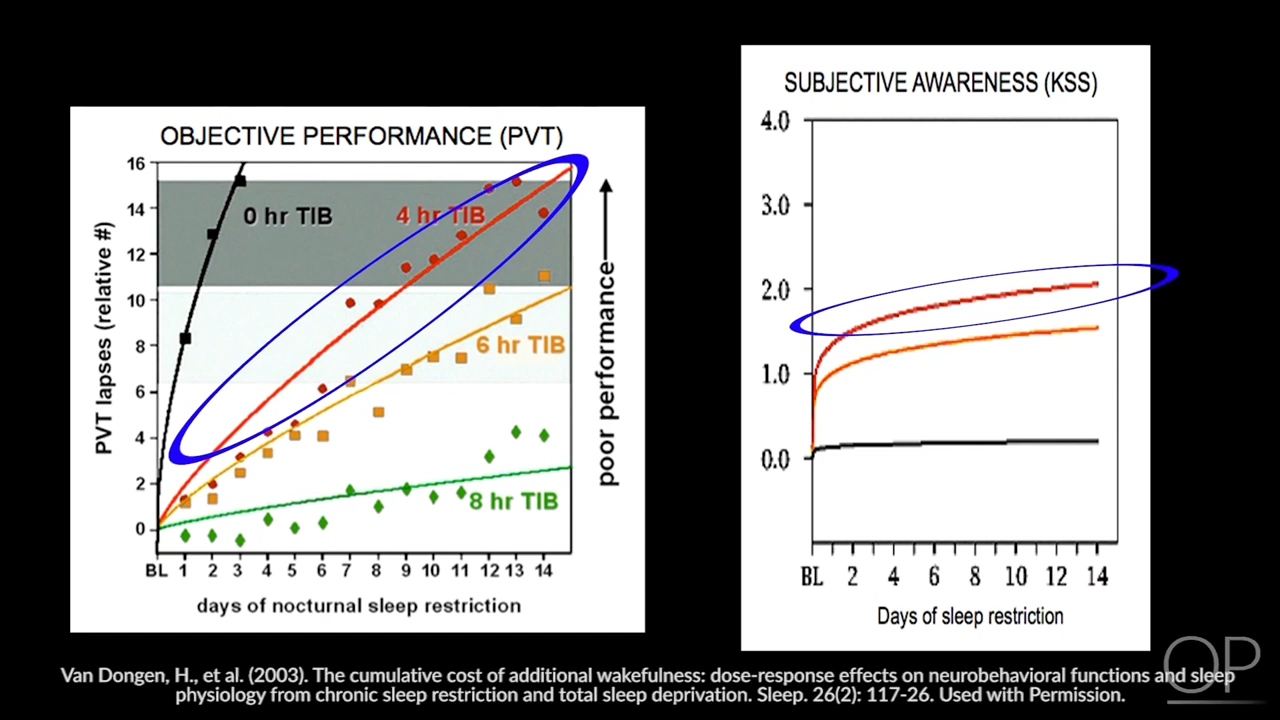 OBJECTIVE PERFORMANCE (PVT)
PVT lapses (relative #)
16
14
12
10
8
6
4
2
0
0 hr TIB
4 hr TIB
6 hr TIB
8 hr TIB
BL 1 2 3 4 5 6 7 8 9 10 11 12 13 14
days of nocturnal sleep restriction
poor performance
SUBJECTIVE AWARENESS (KSS)
4.0
3.0
2.0
1.0
0.0
BL 2 4 6 8 10 12 14
Days of sleep restriction
Van Dongen, H., et al. (2003). The cumulative cost of additional wakefulness: dose-response effects on neurobehavioral functions and sleep
physiology from chronic sleep restriction and total sleep deprivation. Sleep. 26(2): 117-26. Used with Permission.
OP